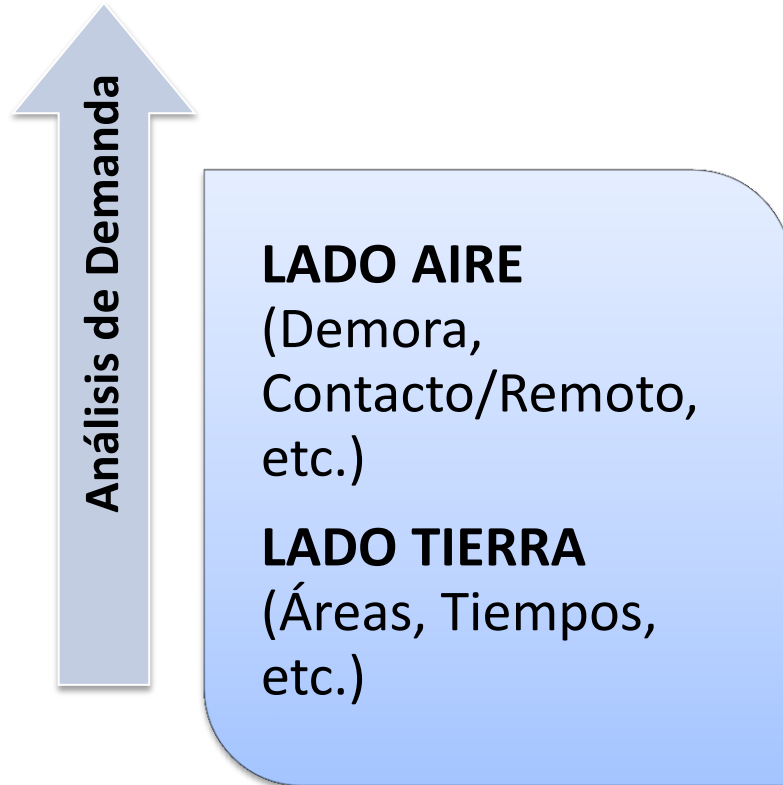 Análisis de Demanda
LADO AIRE
(Demora,
Contacto/Remoto,
etc.)
LADO TIERRA
(Áreas, Tiempos,
etc.)